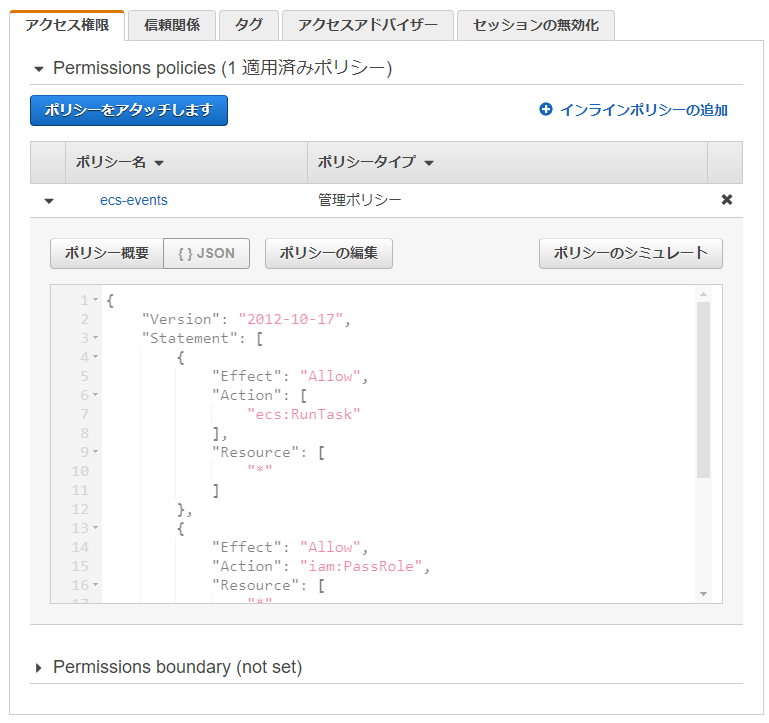 アクセス権限 信頼関係 タグ アクセスアドバイザー セッションの無効化
Permissions policies (1 適用済みポリシー)
ポリシーをアタッチします インラインポリシーの追加
ポリシー名 ポリシータイプ
ecs-events 管理ポリシー
ポリシー概要 { } JSON ポリシーの編集 ポリシーのシミュレート
1 {
2 "Version": "2012-10-17",
3 "Statement": [
4 {
5 "Effect": "Allow",
6 "Action": [
7 "ecs:RunTask"
8 ],
9 "Resource": [
10 "*"
11 ]
12 },
13 {
14 "Effect": "Allow",
15 "Action": "iam:PassRole",
16 "Resource": [
17 "*"
Permissions boundary (not set)